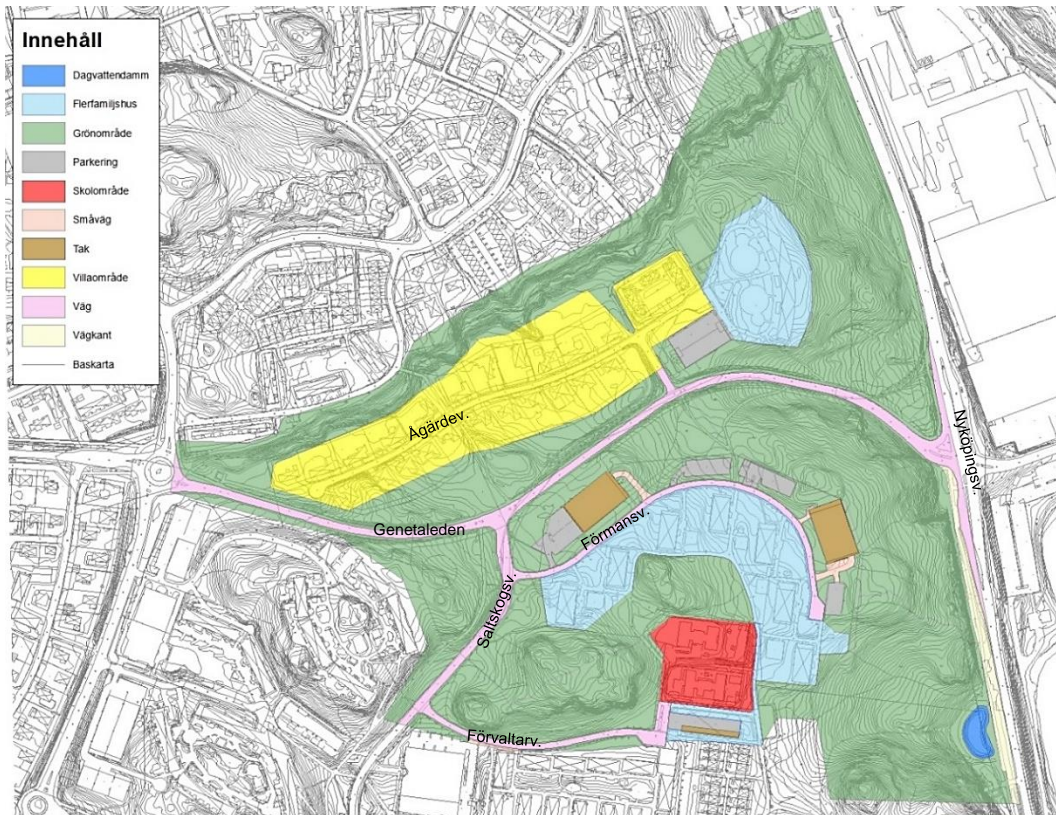 Innehåll
Dagvattendamm
Flerfamiljshus
Grönområde
Parkering
Skolområde
Småväg
Tak
Villaområde
Väg
Vägkant
Baskarta
Ågärdev.
Nyköpingsv.
Genetaleden
Förmansv.
Saltskogsv.
Förvaltarv.